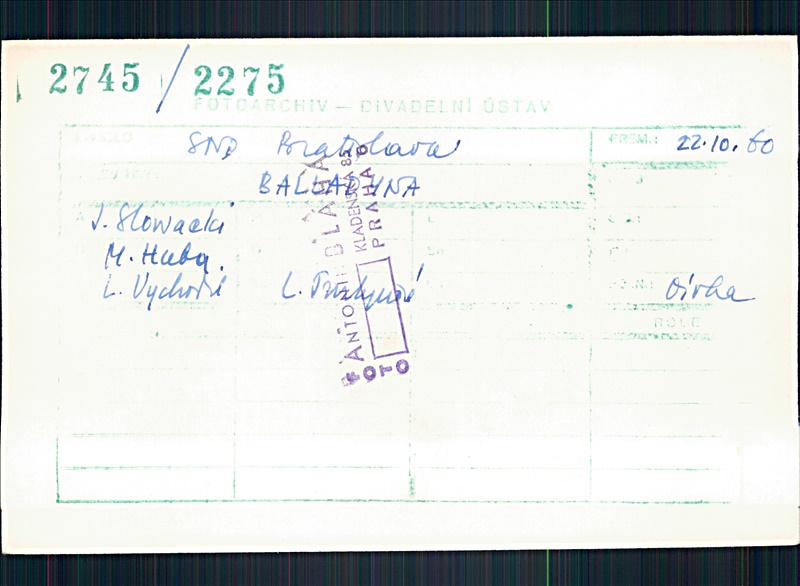 2745 / 2275
FOTOARCHIV – DIVADELNÍ ÚSTAV
SND Bratislava PREM.: 22.10.60
BALLADYNA
J. Slowacki
M. Huba
L. Vychodil L.
ROLE
ANTONÍN BLÁHA
KLADENSKÁ 82
PRAHA 6
FOTO